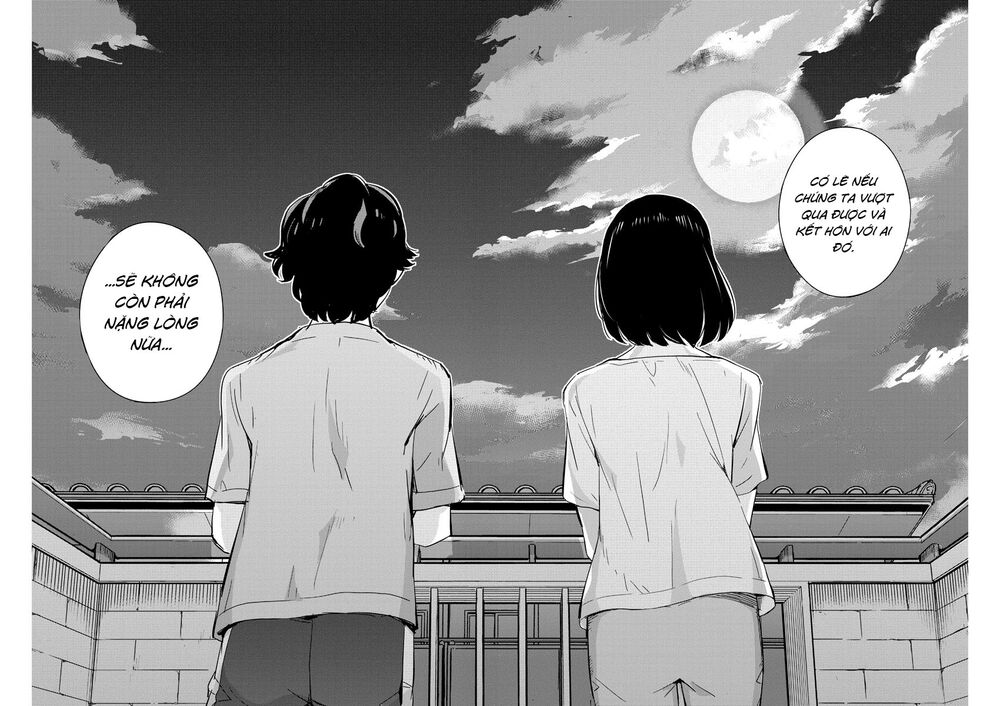 CÓ LẼ NẾU
CHÚNG TA VƯỢT
QUA ĐƯỢC VÀ
KẾT HÔN VỚI AI
ĐÓ.
...SẼ KHÔNG
CÒN PHẢI
NẶNG LÒNG
NỮA...